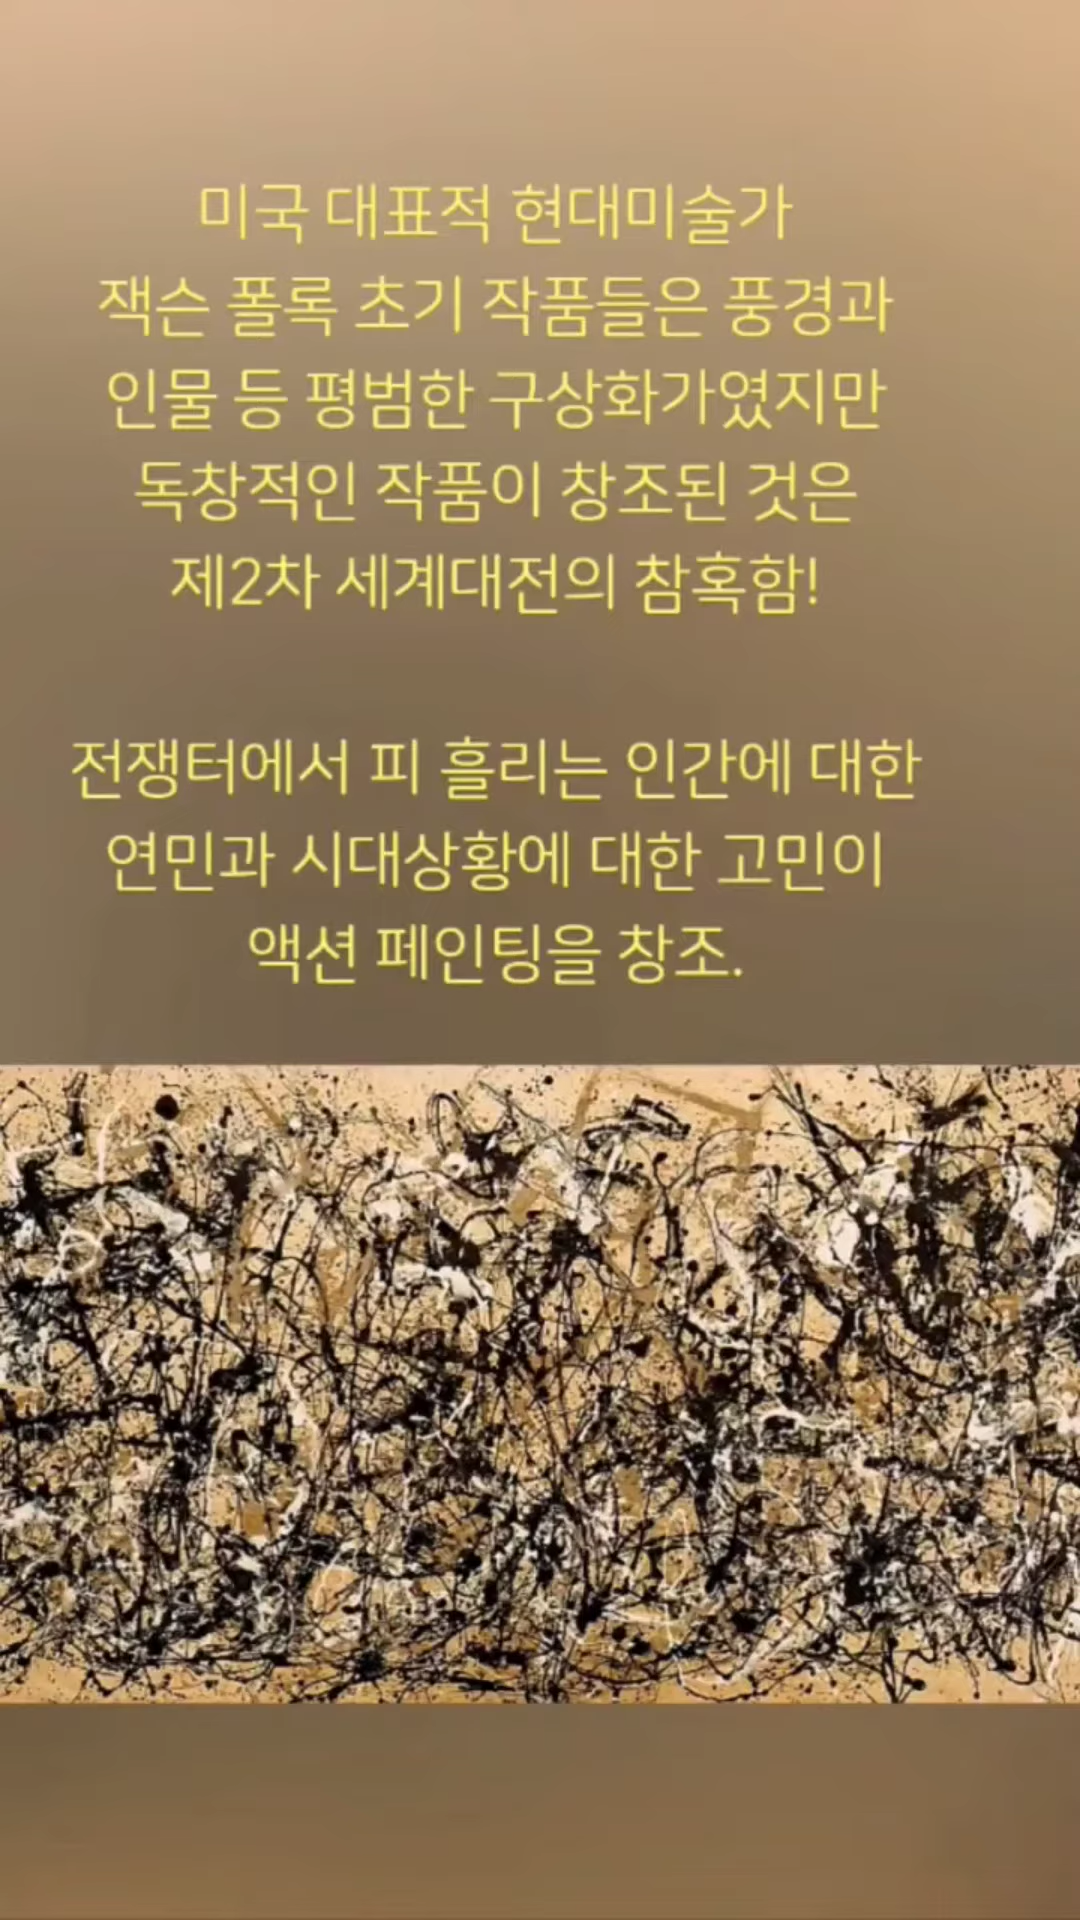 미국 대표적 현대미술가
잭슨 폴록 초기 작품들은 풍경과
인물 등 평범한 구상화가였지만
독창적인 작품이 창조된 것은
제2차 세계대전의 참혹함!
전쟁터에서 피 흘리는 인간에 대한
연민과 시대상황에 대한 고민이
액션 페인팅을 창조.